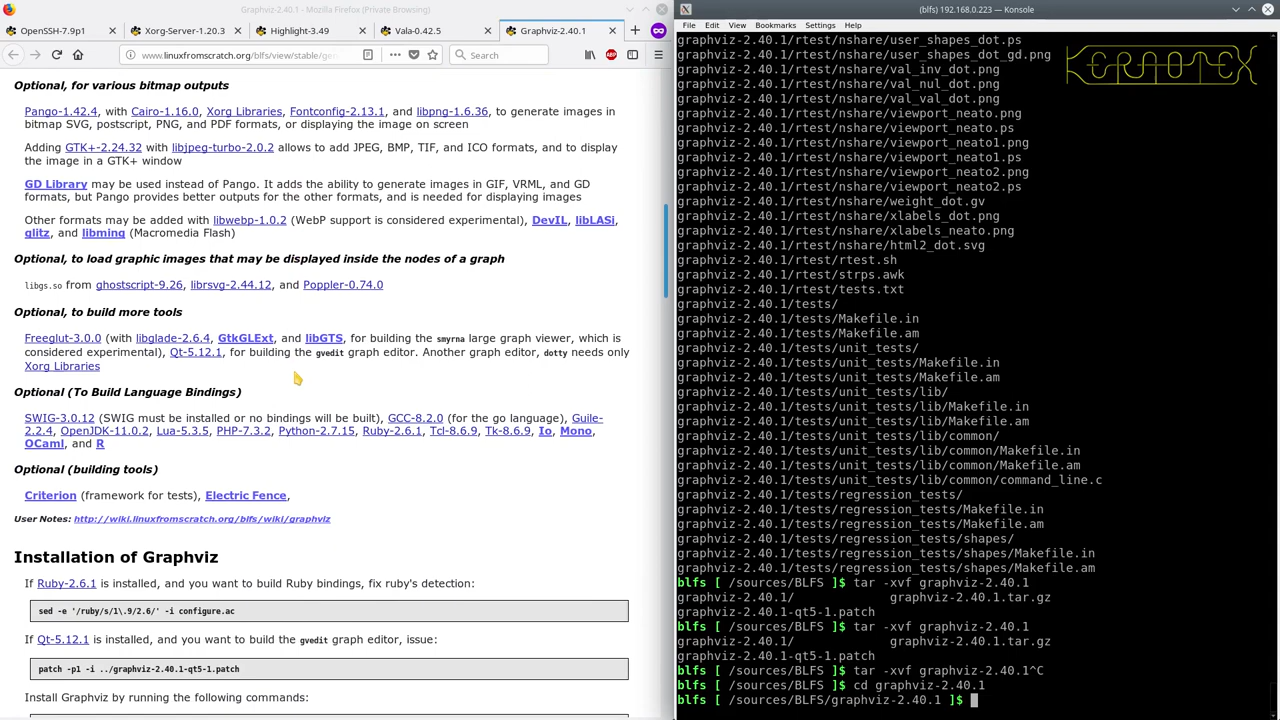 Graphviz-2.40.1 - Mozilla Firefox (Private Browsing)
OpenSSH-7.9p1
Xorg-Server-1.20.3
Highlight-3.49
Vala-0.42.5
Graphviz-2.40.1
www.linuxfromscratch.org/blfs/view/stable/gen
Search
Optional, for various bitmap outputs
Pango-1.42.4, with Cairo-1.16.0, Xorg Libraries, Fontconfig-2.13.1, and libpng-1.6.36, to generate images in
bitmap SVG, postscript, PNG, and PDF formats, or displaying the image on screen
Adding GTK+-2.24.32 with libjpeg-turbo-2.0.2 allows to add JPEG, BMP, TIF, and ICO formats, and to display
the image in a GTK+ window
GD Library may be used instead of Pango. It adds the ability to generate images in GIF, VRML, and GD
formats, but Pango provides better outputs for the other formats, and is needed for displaying images
Other formats may be added with libwebp-1.0.2 (WebP support is considered experimental), DevIL, libLASi,
glitz, and libming (Macromedia Flash)
Optional, to load graphic images that may be displayed inside the nodes of a graph
libgs.so from ghostscript-9.26, librsvg-2.44.12, and Poppler-0.74.0
Optional, to build more tools
Freeglut-3.0.0 (with libglade-2.6.4, GtkGLExt, and libGTS, for building the smyrna large graph viewer, which is
considered experimental), Qt-5.12.1, for building the gvedit graph editor. Another graph editor, dotty needs only
Xorg Libraries
Optional (To Build Language Bindings)
SWIG-3.0.12 (SWIG must be installed or no bindings will be built), GCC-8.2.0 (for the go language), Guile-
2.2.4, OpenJDK-11.0.2, Lua-5.3.5, PHP-7.3.2, Python-2.7.15, Ruby-2.6.1, Tcl-8.6.9, Tk-8.6.9, Io, Mono,
OCaml, and R
Optional (building tools)
Criterion (framework for tests), Electric Fence,
User Notes: http://wiki.linuxfromscratch.org/blfs/wiki/graphviz
Installation of Graphviz
If Ruby-2.6.1 is installed, and you want to build Ruby bindings, fix ruby's detection:
sed -e '/ruby/s/1\.9/2.6/' -i configure.ac
If Qt-5.12.1 is installed, and you want to build the gvedit graph editor, issue:
patch -p1 -i ../graphviz-2.40.1-qt5-1.patch
Install Graphviz by running the following commands:
(blfs) 192.168.0.223 — Konsole
File Edit View Bookmarks Settings Help
KERAOTEX
graphviz-2.40.1/rtest/nshare/user_shapes_dot.ps
graphviz-2.40.1/rtest/nshare/user_shapes_dot_gd.png
graphviz-2.40.1/rtest/nshare/val_inv_dot.png
graphviz-2.40.1/rtest/nshare/val_nul_dot.png
graphviz-2.40.1/rtest/nshare/val_val_dot.png
graphviz-2.40.1/rtest/nshare/viewport_neato.png
graphviz-2.40.1/rtest/nshare/viewport_neato.ps
graphviz-2.40.1/rtest/nshare/viewport_neato1.png
graphviz-2.40.1/rtest/nshare/viewport_neato1.ps
graphviz-2.40.1/rtest/nshare/viewport_neato2.png
graphviz-2.40.1/rtest/nshare/viewport_neato2.ps
graphviz-2.40.1/rtest/nshare/weight_dot.gv
graphviz-2.40.1/rtest/nshare/xlabels_dot.png
graphviz-2.40.1/rtest/nshare/xlabels_neato.png
graphviz-2.40.1/rtest/nshare/html2_dot.svg
graphviz-2.40.1/rtest/rtest.sh
graphviz-2.40.1/rtest/strps.awk
graphviz-2.40.1/rtest/tests.txt
graphviz-2.40.1/tests/
graphviz-2.40.1/tests/Makefile.in
graphviz-2.40.1/tests/Makefile.am
graphviz-2.40.1/tests/unit_tests/
graphviz-2.40.1/tests/unit_tests/Makefile.in
graphviz-2.40.1/tests/unit_tests/Makefile.am
graphviz-2.40.1/tests/unit_tests/lib/
graphviz-2.40.1/tests/unit_tests/lib/Makefile.in
graphviz-2.40.1/tests/unit_tests/lib/Makefile.am
graphviz-2.40.1/tests/unit_tests/lib/common/
graphviz-2.40.1/tests/unit_tests/lib/common/Makefile.in
graphviz-2.40.1/tests/unit_tests/lib/common/Makefile.am
graphviz-2.40.1/tests/unit_tests/lib/common/command_line.c
graphviz-2.40.1/tests/regression_tests/
graphviz-2.40.1/tests/regression_tests/Makefile.in
graphviz-2.40.1/tests/regression_tests/Makefile.am
graphviz-2.40.1/tests/regression_tests/shapes/
graphviz-2.40.1/tests/regression_tests/shapes/Makefile.in
graphviz-2.40.1/tests/regression_tests/shapes/Makefile.am
blfs [ /sources/BLFS ]$ tar -xvf graphviz-2.40.1
graphviz-2.40.1/ graphviz-2.40.1.tar.gz
graphviz-2.40.1-qt5-1.patch
blfs [ /sources/BLFS ]$ tar -xvf graphviz-2.40.1
graphviz-2.40.1/ graphviz-2.40.1.tar.gz
graphviz-2.40.1-qt5-1.patch
blfs [ /sources/BLFS ]$ tar -xvf graphviz-2.40.1^C
blfs [ /sources/BLFS ]$ cd graphviz-2.40.1
blfs [ /sources/BLFS/graphviz-2.40.1 ]$